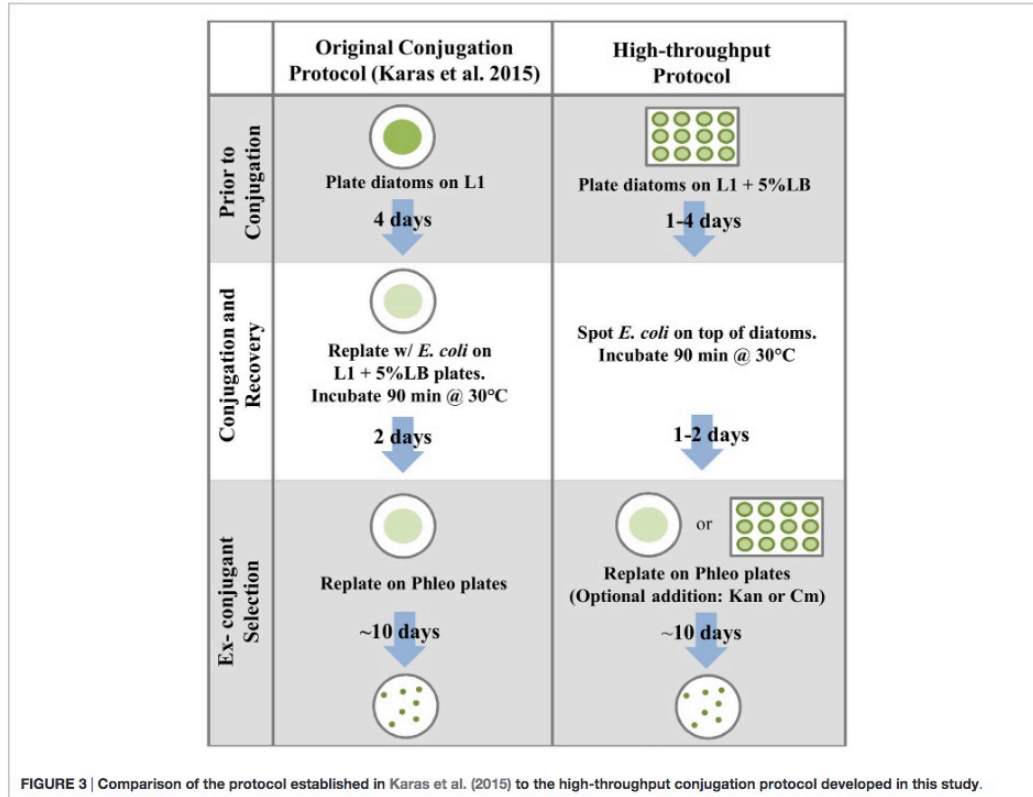 Original Conjugation
Protocol (Karas et al. 2015)
High-throughput
Protocol
Prior to
Conjugation
Plate diatoms on L1
4 days
Plate diatoms on L1 + 5%LB
1-4 days
Conjugation and
Recovery
Replate w/ E. coli on
L1 + 5%LB plates.
Incubate 90 min @ 30°C
2 days
Spot E. coli on top of diatoms.
Incubate 90 min @ 30°C
1-2 days
Ex- conjugant
Selection
Replate on Phleo plates
~10 days
or
Replate on Phleo plates
(Optional addition: Kan or Cm)
~10 days
FIGURE 3 | Comparison of the protocol established in Karas et al. (2015) to the high-throughput conjugation protocol developed in this study.